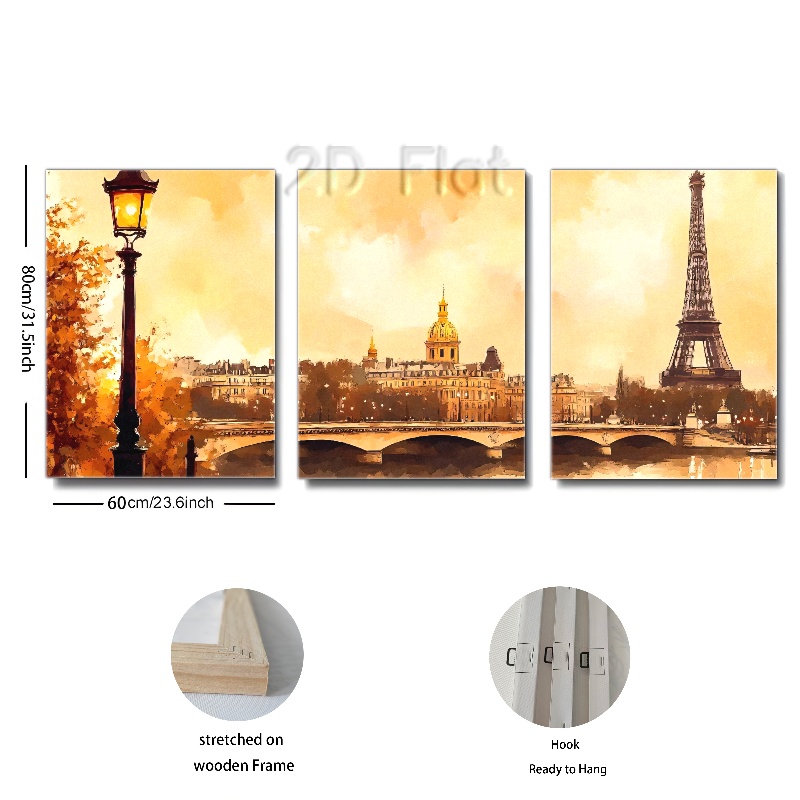 2D Flat
80cm/31.5inch
60cm/23.6inch
stretched on
wooden Frame
Hook
Ready to Hang